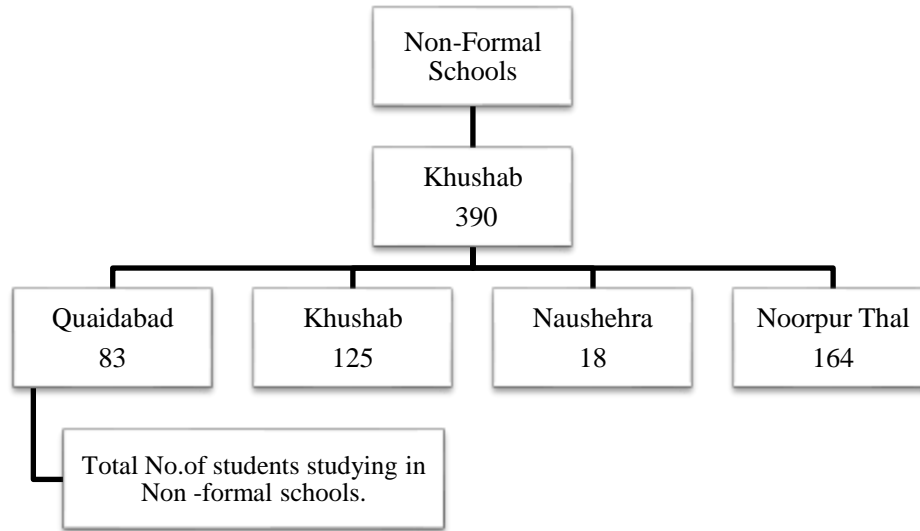 Non-Formal
Schools
Khushab
390
Quaidabad
83
Khushab
125
Naushehra
18
Noorpur Thal
164
Total No.of students studying in
Non -formal schools.